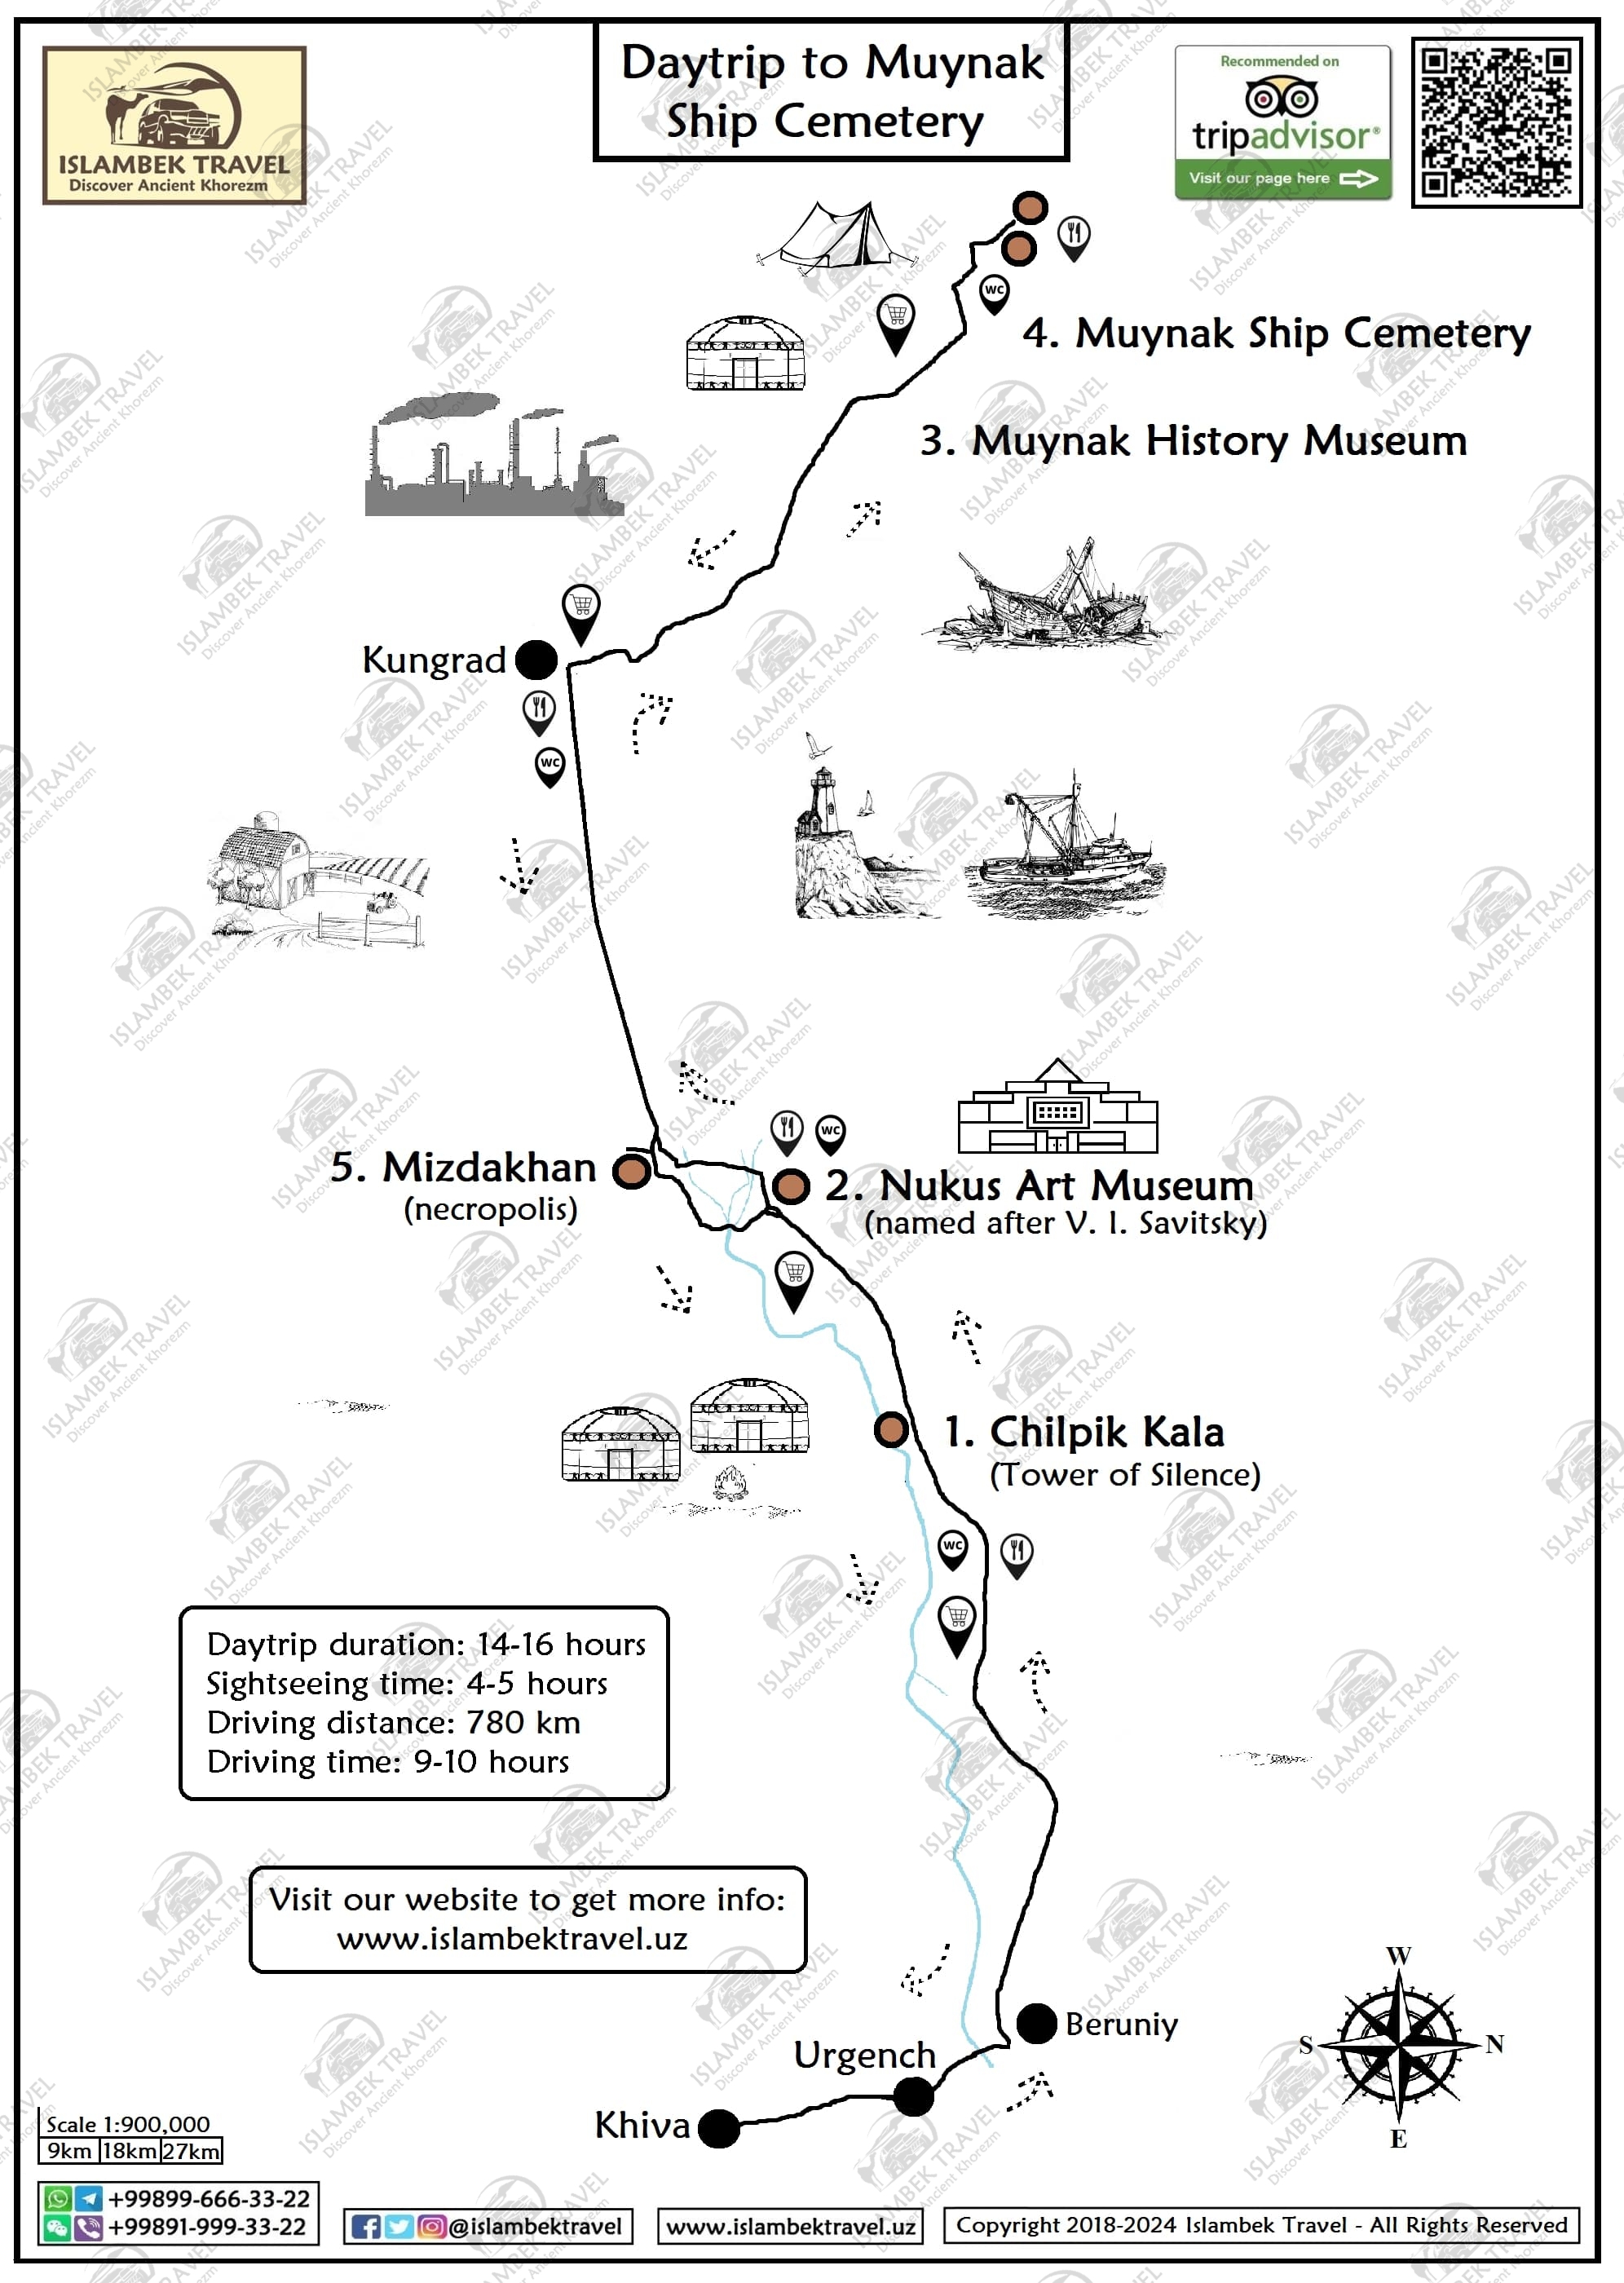 ISLAMBEK TRAVEL
Discover Ancient Khorezm
Daytrip to Muynak
Ship Cemetery
Recommended on
tripadvisor®
Visit our page here
WC
4. Muynak Ship Cemetery
3. Muynak History Museum
Kungrad
WC
WC
5. Mizdakhan
(necropolis)
2. Nukus Art Museum
(named after V. I. Savitsky)
1. Chilpik Kala
(Tower of Silence)
WC
Daytrip duration: 14-16 hours
Sightseeing time: 4-5 hours
Driving distance: 780 km
Driving time: 9-10 hours
Visit our website to get more info:
www.islambektravel.uz
Beruniy
Urgench
Khiva
W
S
N
E
Scale 1:900,000
9km 18km 27km
+99899-666-33-22
+99891-999-33-22
@islambektravel
www.islambektravel.uz
Copyright 2018-2024 Islambek Travel - All Rights Reserved